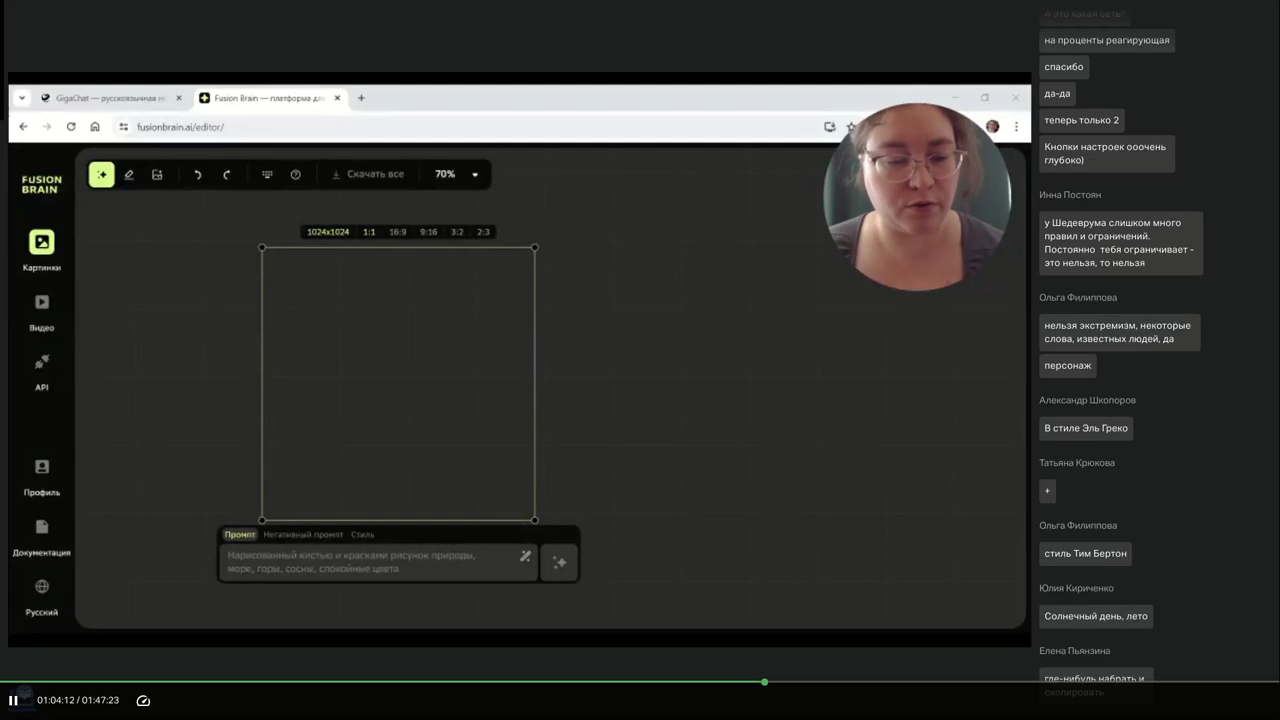 GigaChat — русскоязычная не
Fusion Brain — платформа для
fusionbrain.ai/editor/
FUSION
BRAIN
Скачать все
70%
Картинки
Видео
API
Профиль
Документация
Русский
1024x1024 1:1 16:9 9:16 3:2 2:3
Промпт Негативный промпт Стиль
Нарисованный кистью и красками рисунок природы,
море, горы, сосны, спокойные цвета
А это какая сеть?
на проценты реагирующая
спасибо
да-да
теперь только 2
Кнопки настроек ооочень
глубоко)
Инна Постоян
у Шедеврума слишком много
правил и ограничений.
Постоянно тебя ограничивает -
это нельзя, то нельзя
Ольга Филиппова
нельзя экстремизм, некоторые
слова, известных людей, да
персонаж
Александр Шкопоров
В стиле Эль Греко
Татьяна Крюкова
+
Ольга Филиппова
стиль Тим Бертон
Юлия Кириченко
Солнечный день, лето
Елена Пьянзина
где-нибудь набрать и
скопировать
01:04:12 / 01:47:23